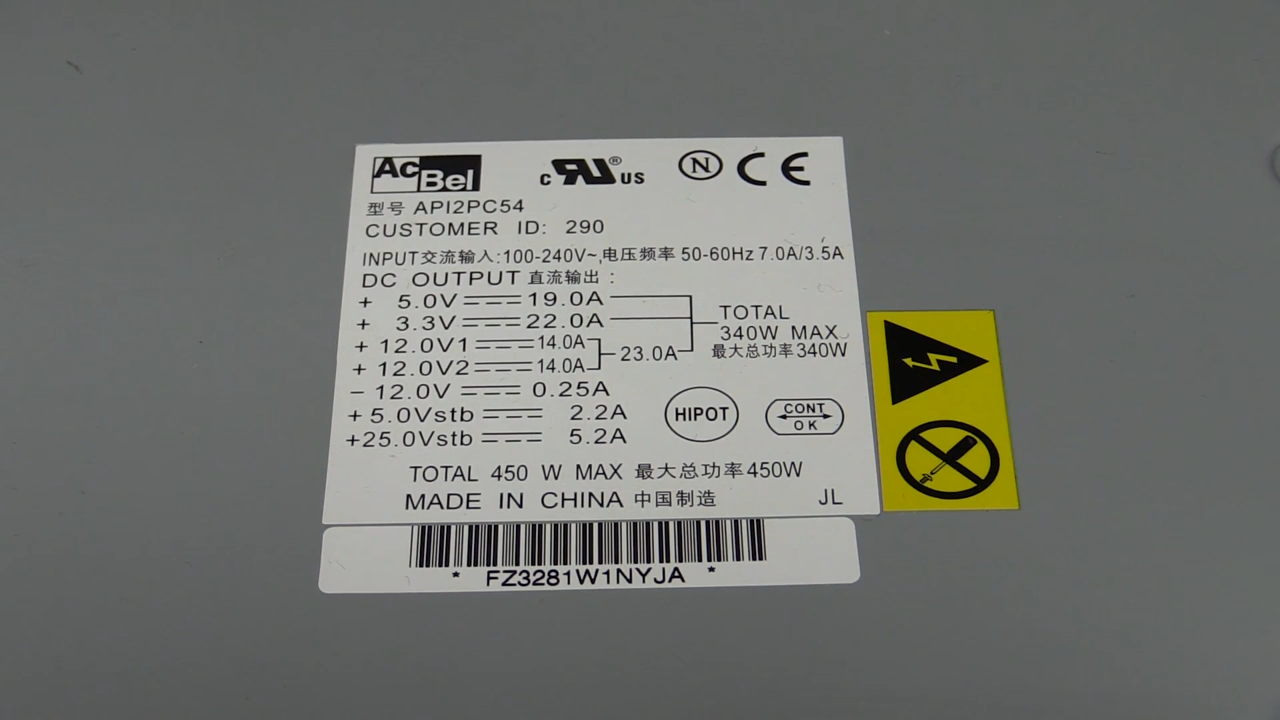 AcBel
c RU® US N CE
型号 API2PC54
CUSTOMER ID: 290
INPUT交流输入:100-240V~,电压频率 50-60Hz 7.0A/3.5A
DC OUTPUT 直流输出:
+ 5.0V 19.0A
+ 3.3V 22.0A
+ 12.0V1 14.0A
+ 12.0V2 14.0A
23.0A
TOTAL
340W MAX
最大总功率340W
- 12.0V 0.25A
+ 5.0Vstb 2.2A
+25.0Vstb 5.2A
HIPOT
CONT
OK
TOTAL 450 W MAX 最大总功率450W
MADE IN CHINA 中国制造 JL
* FZ3281W1NYJA *